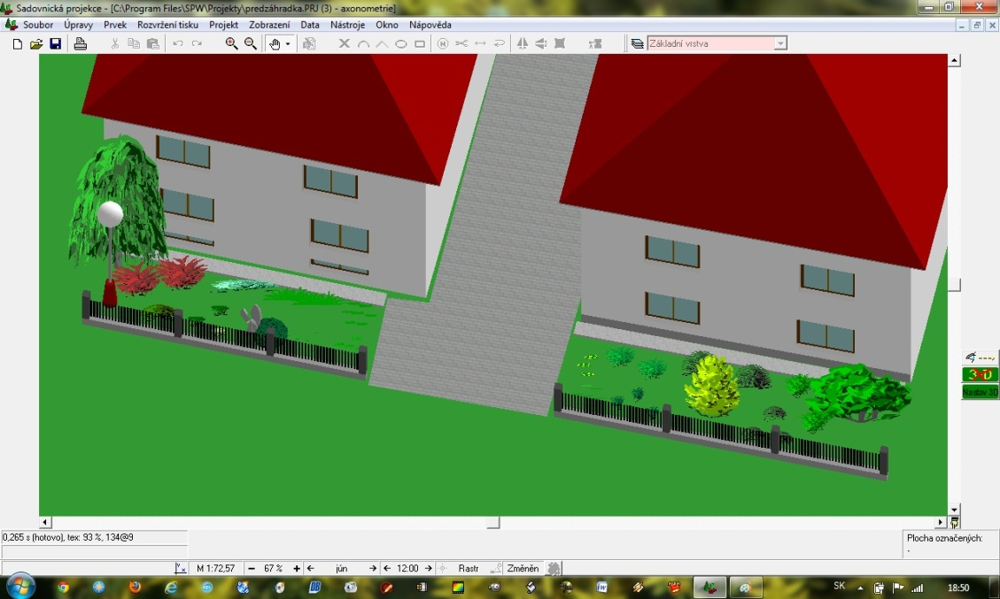 Sadovnická projekce - [C:\Program Files\SPW\Projekty\predzáhradka.PRJ (3) - axonometrie]
Soubor Úpravy Prvek Rozvržení tisku Projekt Zobrazení Data Nástroje Okno Nápověda
Základní vrstva
3-D
Nastav 3D
0,265 s (hotovo), tex: 93 %, 134@9
Plocha označených:
-
M 1:72,57 67 % jún 12:00 Rastr Změněn
SK 18:50